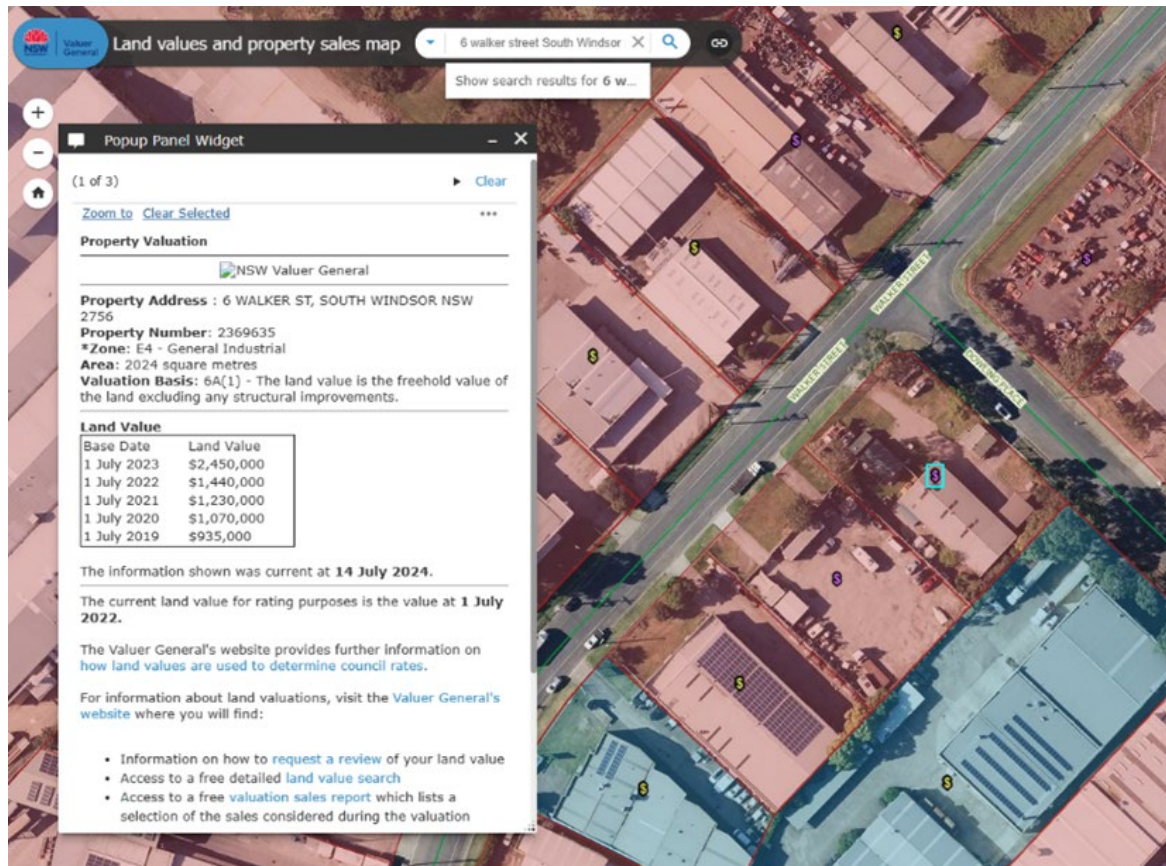 NSW
Valuer
General
Land values and property sales map
6 walker street South Windsor
Show search results for 6 w...
Popup Panel Widget
(1 of 3)
Clear
Zoom to Clear Selected
Property Valuation
NSW Valuer General
Property Address : 6 WALKER ST, SOUTH WINDSOR NSW
2756
Property Number: 2369635
*Zone: E4 - General Industrial
Area: 2024 square metres
Valuation Basis: 6A(1) - The land value is the freehold value of
the land excluding any structural improvements.
Land Value
Base Date Land Value
1 July 2023 $2,450,000
1 July 2022 $1,440,000
1 July 2021 $1,230,000
1 July 2020 $1,070,000
1 July 2019 $935,000
The information shown was current at 14 July 2024.
The current land value for rating purposes is the value at 1 July
2022.
The Valuer General's website provides further information on
how land values are used to determine council rates.
For information about land valuations, visit the Valuer General's
website where you will find:
• Information on how to request a review of your land value
• Access to a free detailed land value search
• Access to a free valuation sales report which lists a
selection of the sales considered during the valuation
WALKER STREET
WALKER STREET
DOWLING PLACE
$
$
$
$
$
$
$
$
$
$